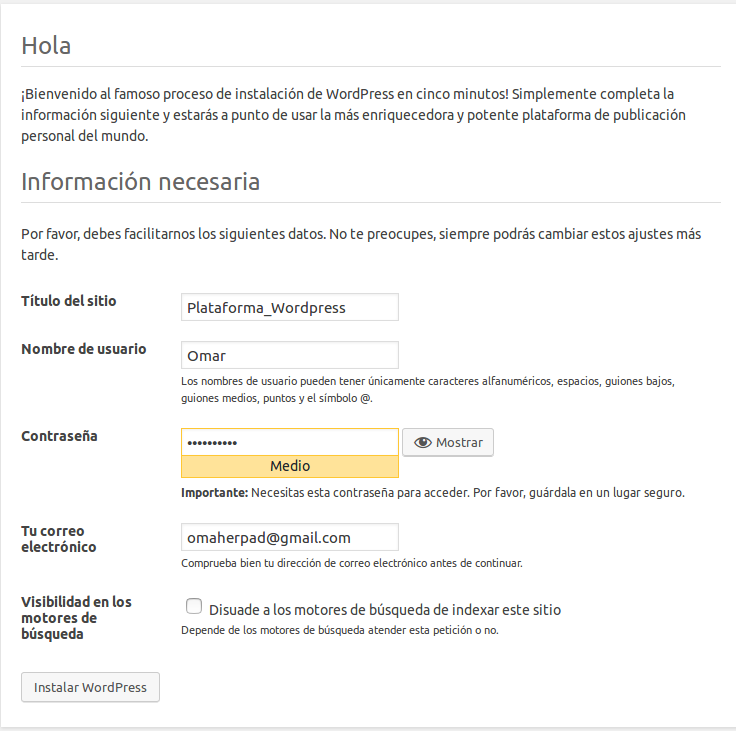 Hola
¡Bienvenido al famoso proceso de instalación de WordPress en cinco minutos! Simplemente completa la
información siguiente y estarás a punto de usar la más enriquecedora y potente plataforma de publicación
personal del mundo.
Información necesaria
Por favor, debes facilitarnos los siguientes datos. No te preocupes, siempre podrás cambiar estos ajustes más
tarde.
Título del sitio
Plataforma_Wordpress
Nombre de usuario
Omar
Los nombres de usuario pueden tener únicamente caracteres alfanuméricos, espacios, guiones bajos,
guiones medios, puntos y el símbolo @.
Contraseña
••••••••••
Mostrar
Medio
Importante: Necesitas esta contraseña para acceder. Por favor, guárdala en un lugar seguro.
Tu correo
electrónico
omaherpad@gmail.com
Comprueba bien tu dirección de correo electrónico antes de continuar.
Visibilidad en los
motores de
búsqueda
Disuade a los motores de búsqueda de indexar este sitio
Depende de los motores de búsqueda atender esta petición o no.
Instalar WordPress